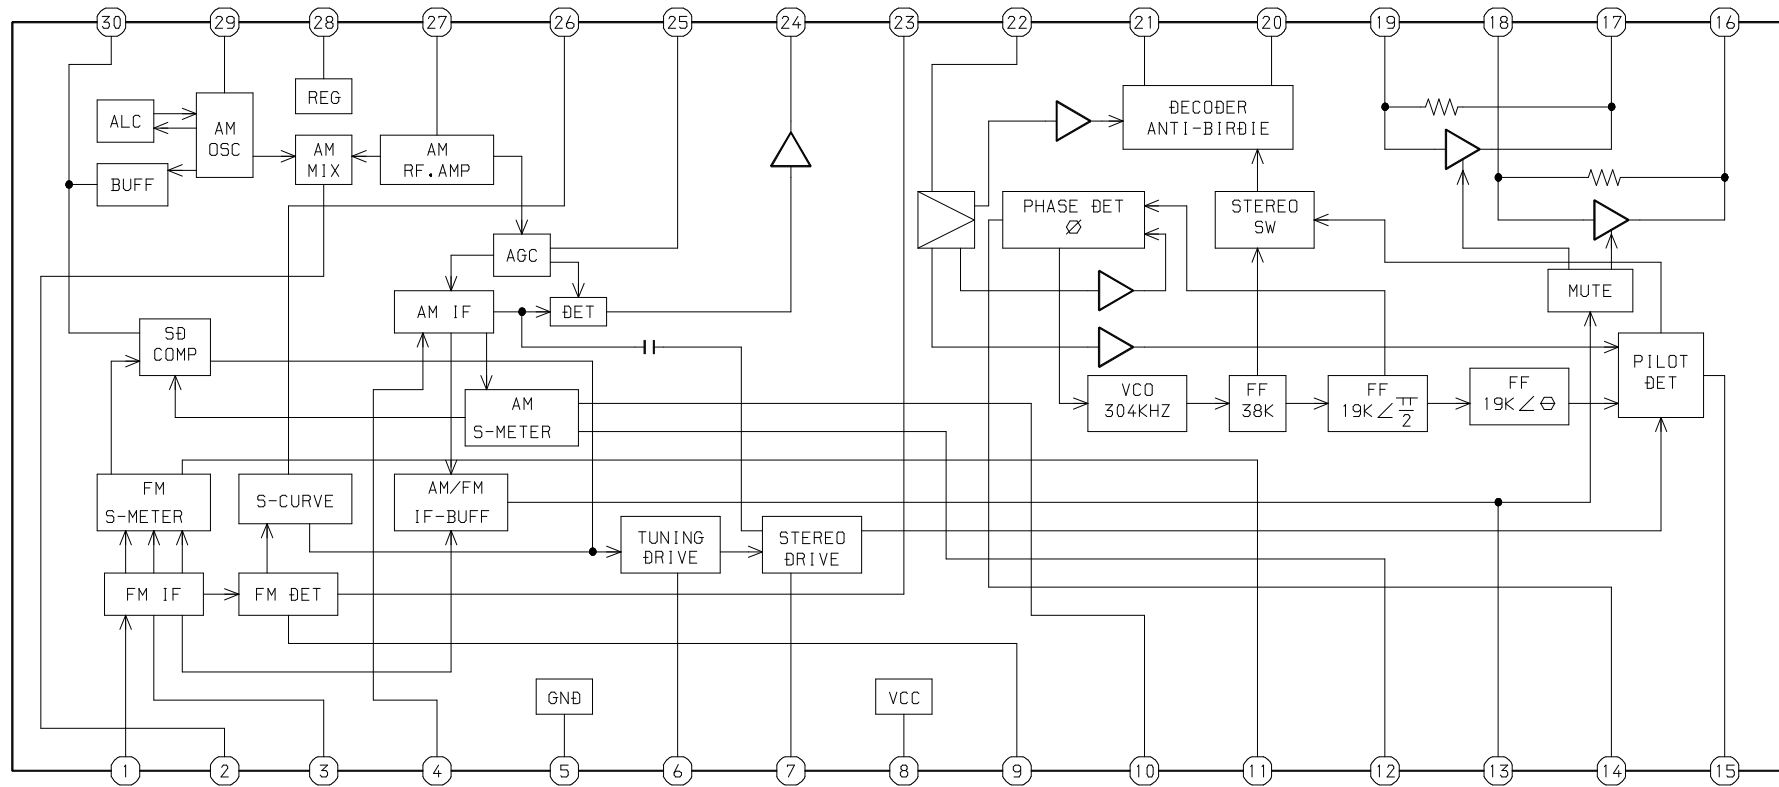 30 29 28 27 26 25 24 23 22 21 20 19 18 17 16
REG
ALC
AM
OSC
AM
MIX
AM
RF.AMP
DECODER
ANTI-BIRDIE
BUFF
PHASE DET
Ø
STEREO
SW
AGC
AM IF
DET
MUTE
SD
COMP
PILOT
DET
AM
S-METER
VCO
304KHZ
FF
38K
FF
19K∠π/2
FF
19K∠θ
FM
S-METER
S-CURVE
AM/FM
IF-BUFF
TUNING
DRIVE
STEREO
DRIVE
FM IF
FM DET
GND
VCC
1 2 3 4 5 6 7 8 9 10 11 12 13 14 15